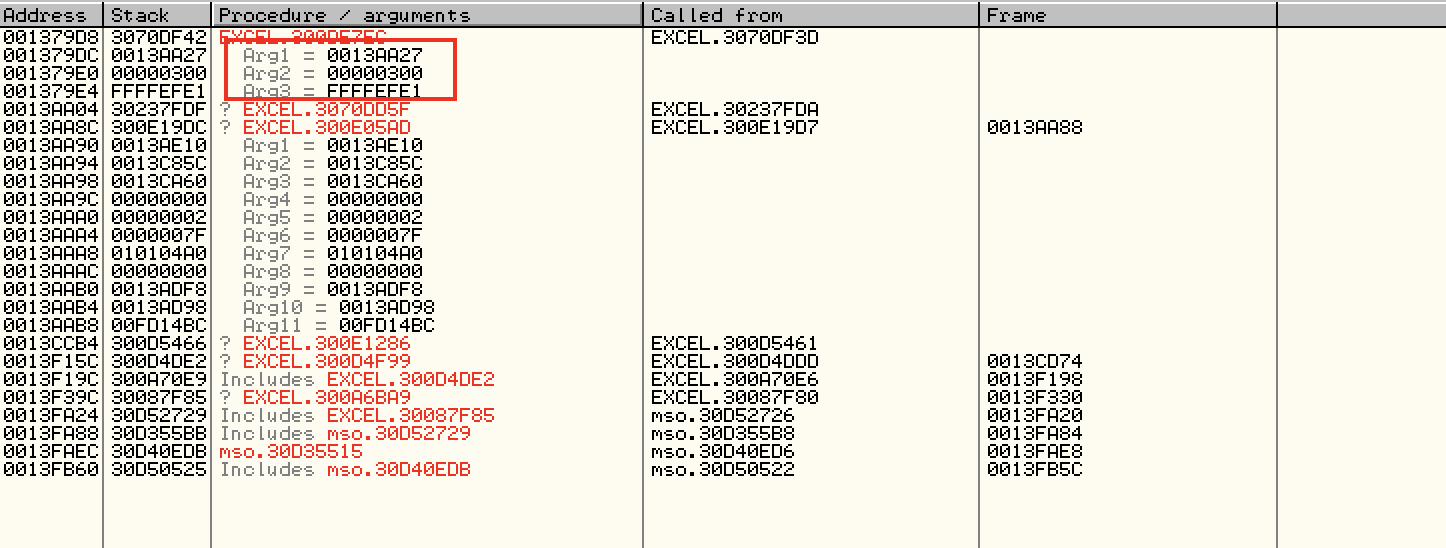 Address Stack Procedure / arguments Called from Frame
001379D8 3070DF42 EXCEL.300DE7EC EXCEL.3070DF3D
001379DC 0013AA27 Arg1 = 0013AA27
001379E0 00000300 Arg2 = 00000300
001379E4 FFFFEFE1 Arg3 = FFFFEFE1
0013AA04 30237FDF ? EXCEL.3070DD5F EXCEL.30237FDA
0013AA8C 300E19DC ? EXCEL.300E05AD EXCEL.300E19D7 0013AA88
0013AA90 0013AE10 Arg1 = 0013AE10
0013AA94 0013C85C Arg2 = 0013C85C
0013AA98 0013CA60 Arg3 = 0013CA60
0013AA9C 00000000 Arg4 = 00000000
0013AAA0 00000002 Arg5 = 00000002
0013AAA4 0000007F Arg6 = 0000007F
0013AAA8 010104A0 Arg7 = 010104A0
0013AAAC 00000000 Arg8 = 00000000
0013AAB0 0013ADF8 Arg9 = 0013ADF8
0013AAB4 0013AD98 Arg10 = 0013AD98
0013AAB8 00FD14BC Arg11 = 00FD14BC
0013CCB4 300D5466 ? EXCEL.300E1286 EXCEL.300D5461
0013F15C 300D4DE2 ? EXCEL.300D4F99 EXCEL.300D4DDD 0013CD74
0013F19C 300A70E9 Includes EXCEL.300D4DE2 EXCEL.300A70E6 0013F198
0013F39C 30087F85 ? EXCEL.300A6BA9 EXCEL.30087F80 0013F330
0013FA24 30D52729 Includes EXCEL.30087F85 mso.30D52726 0013FA20
0013FA88 30D355BB Includes mso.30D52729 mso.30D355B8 0013FA84
0013FAEC 30D40EDB mso.30D35515 mso.30D40ED6 0013FAE8
0013FB60 30D50525 Includes mso.30D40EDB mso.30D50522 0013FB5C